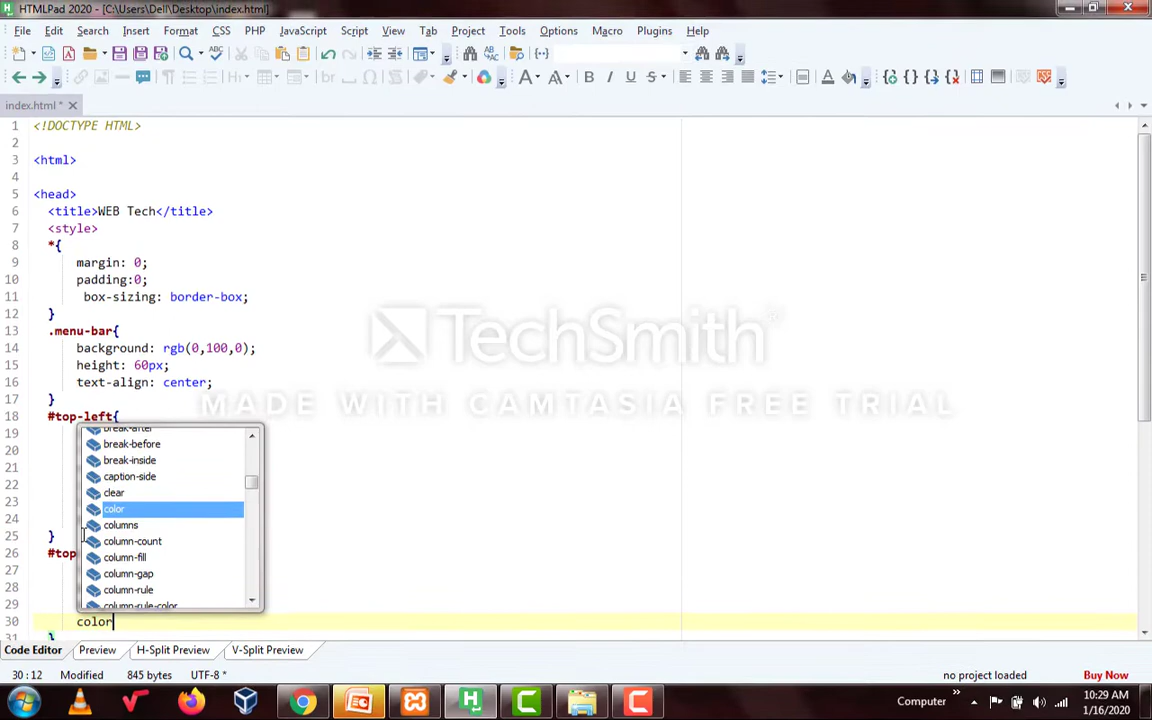 HTMLPad 2020 - [C:\Users\Dell\Desktop\index.html]
File Edit Search Insert Format CSS PHP JavaScript Script View Tab Project Tools Options Macro Plugins Help
index.html *
1 <!DOCTYPE HTML>
2
3 <html>
4
5 <head>
6 <title>WEB Tech</title>
7 <style>
8 *{
9 margin: 0;
10 padding:0;
11 box-sizing: border-box;
12 }
13 .menu-bar{
14 background: rgb(0,100,0);
15 height: 60px;
16 text-align: center;
17 }
18 #top-left{
19 break-after
20 break-before
21 break-inside
22 caption-side
23 clear
24 color
25 } columns
26 #top column-count
27 column-fill
28 column-gap
29 column-rule
column-rule-color
30 color
31 }
TechSmith
MADE WITH CAMTASIA FREE TRIAL
Code Editor Preview H-Split Preview V-Split Preview
30 : 12 Modified 845 bytes UTF-8 * no project loaded Buy Now
Computer 10:29 AM
1/16/2020